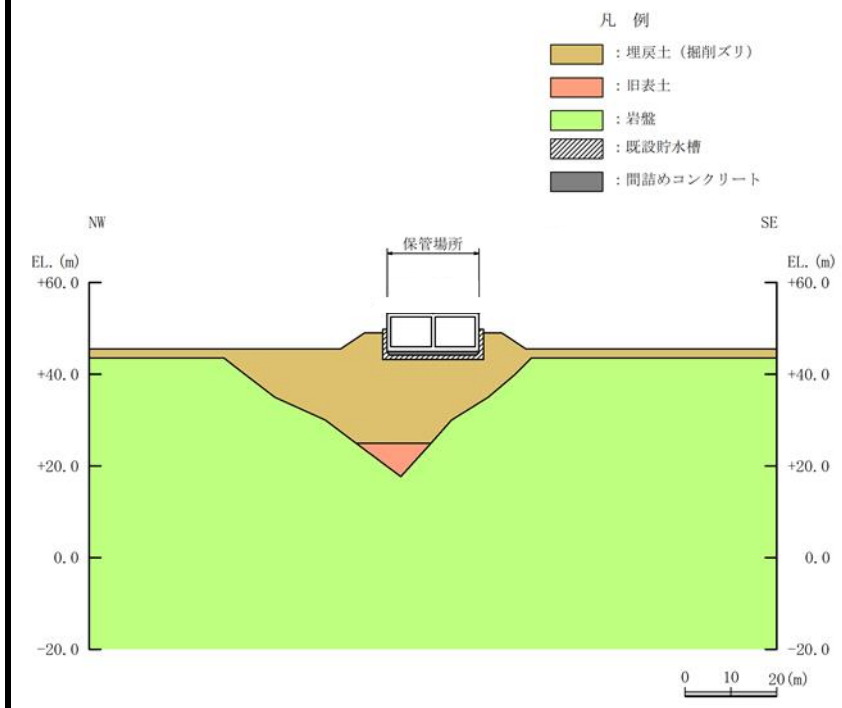 凡 例
：埋戻土（掘削ズリ）
：旧表土
：岩盤
：既設貯水槽
：間詰めコンクリート
NW
SE
保管場所
EL. (m)
EL. (m)
+60.0
+60.0
+40.0
+40.0
+20.0
+20.0
0.0
0.0
-20.0
-20.0
0 10 20(m)